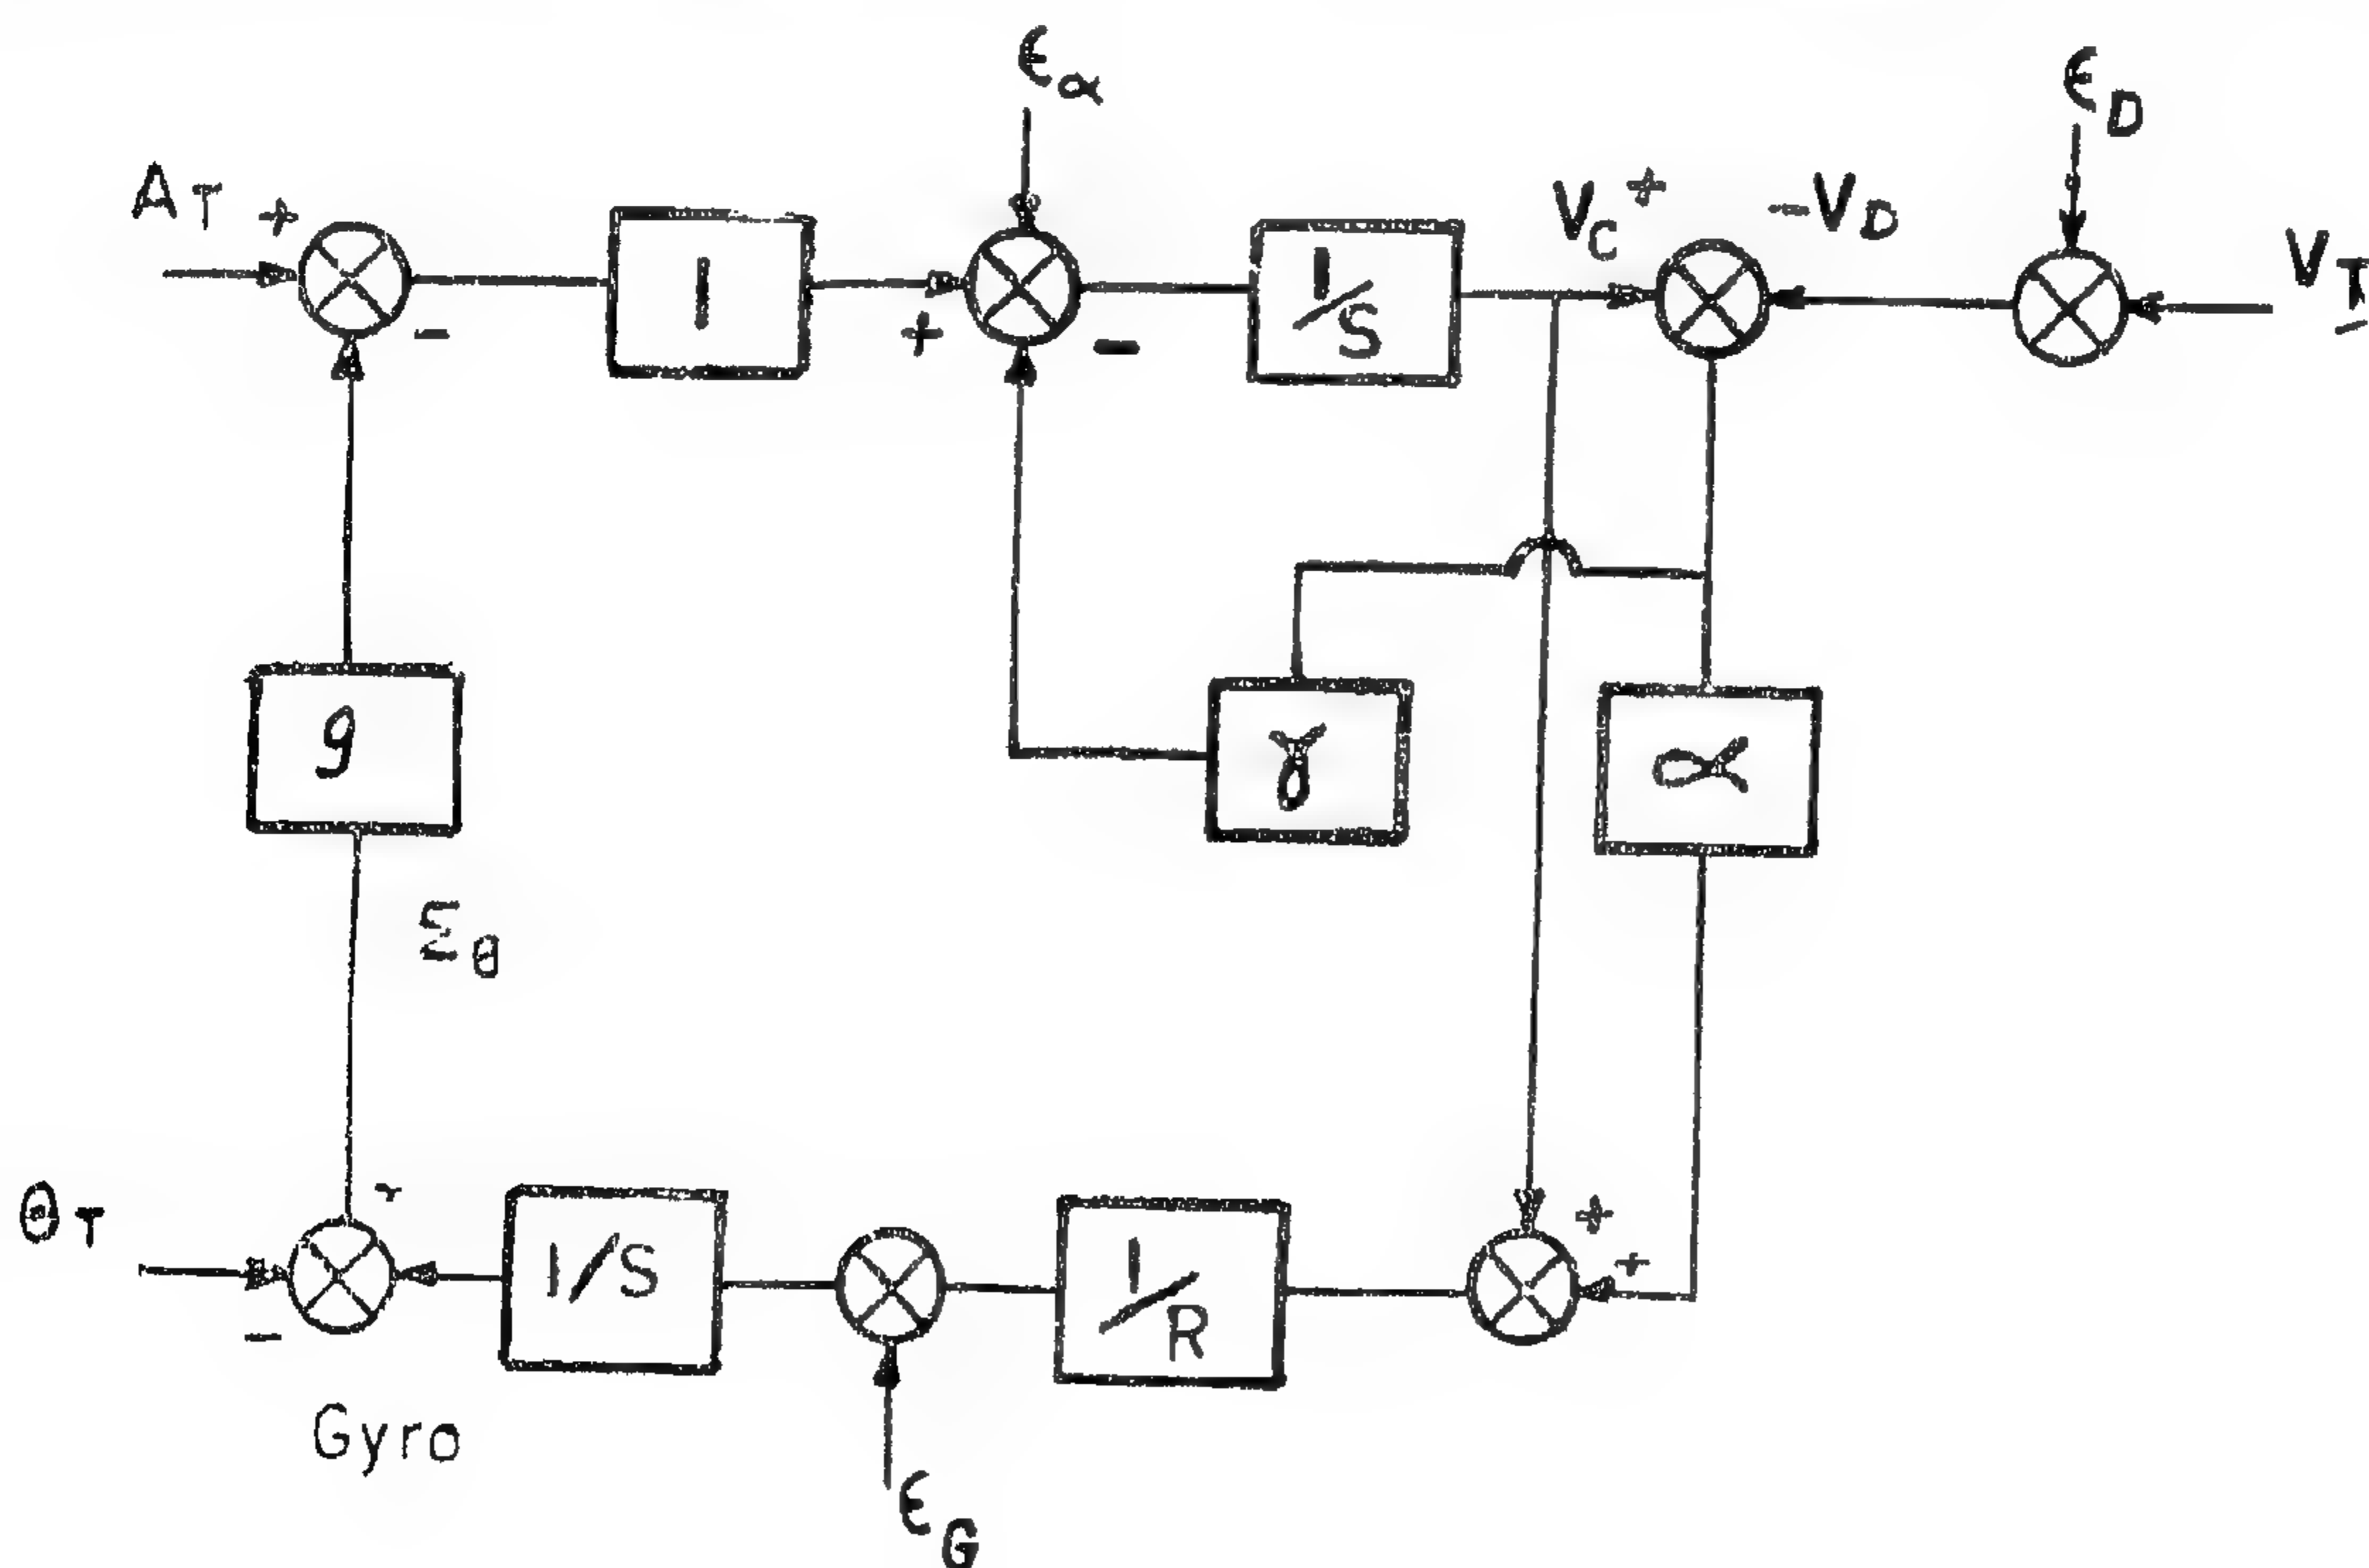 ϵα
ϵD
AT +
VC +
-VD
VT
-
1
+
-
1/S
g
γ
α
Σθ
θT
-
1/S
1/R
+
+
Gyro
ϵG